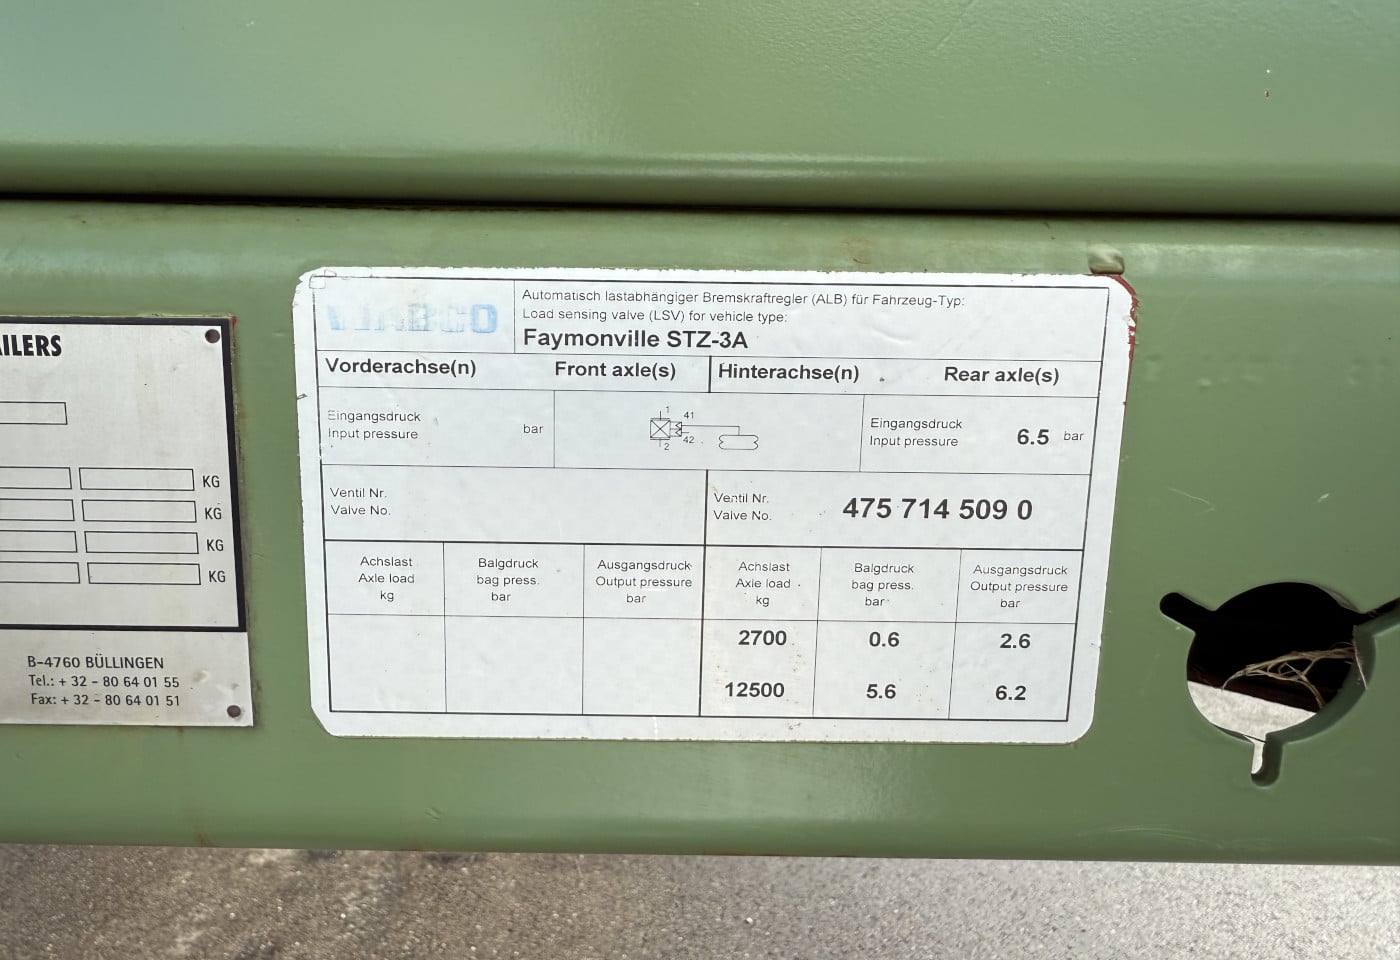 WABCO
Automatisch lastabhängiger Bremskraftregler (ALB) für Fahrzeug-Typ:
Load sensing valve (LSV) for vehicle type:
Faymonville STZ-3A
Vorderachse(n) Front axle(s) Hinterachse(n) Rear axle(s)
Eingangsdruck
Input pressure bar
1 41
42
2
Eingangsdruck
Input pressure 6.5 bar
Ventil Nr.
Valve No.
Ventil Nr.
Valve No. 475 714 509 0
Achslast
Axle load
kg
Balgdruck
bag press.
bar
Ausgangsdruck
Output pressure
bar
Achslast
Axle load
kg
Balgdruck
bag press.
bar
Ausgangsdruck
Output pressure
bar
2700 0.6 2.6
12500 5.6 6.2
KG
KG
KG
KG
B-4760 BÜLLINGEN
Tel.: + 32 - 80 64 01 55
Fax: + 32 - 80 64 01 51